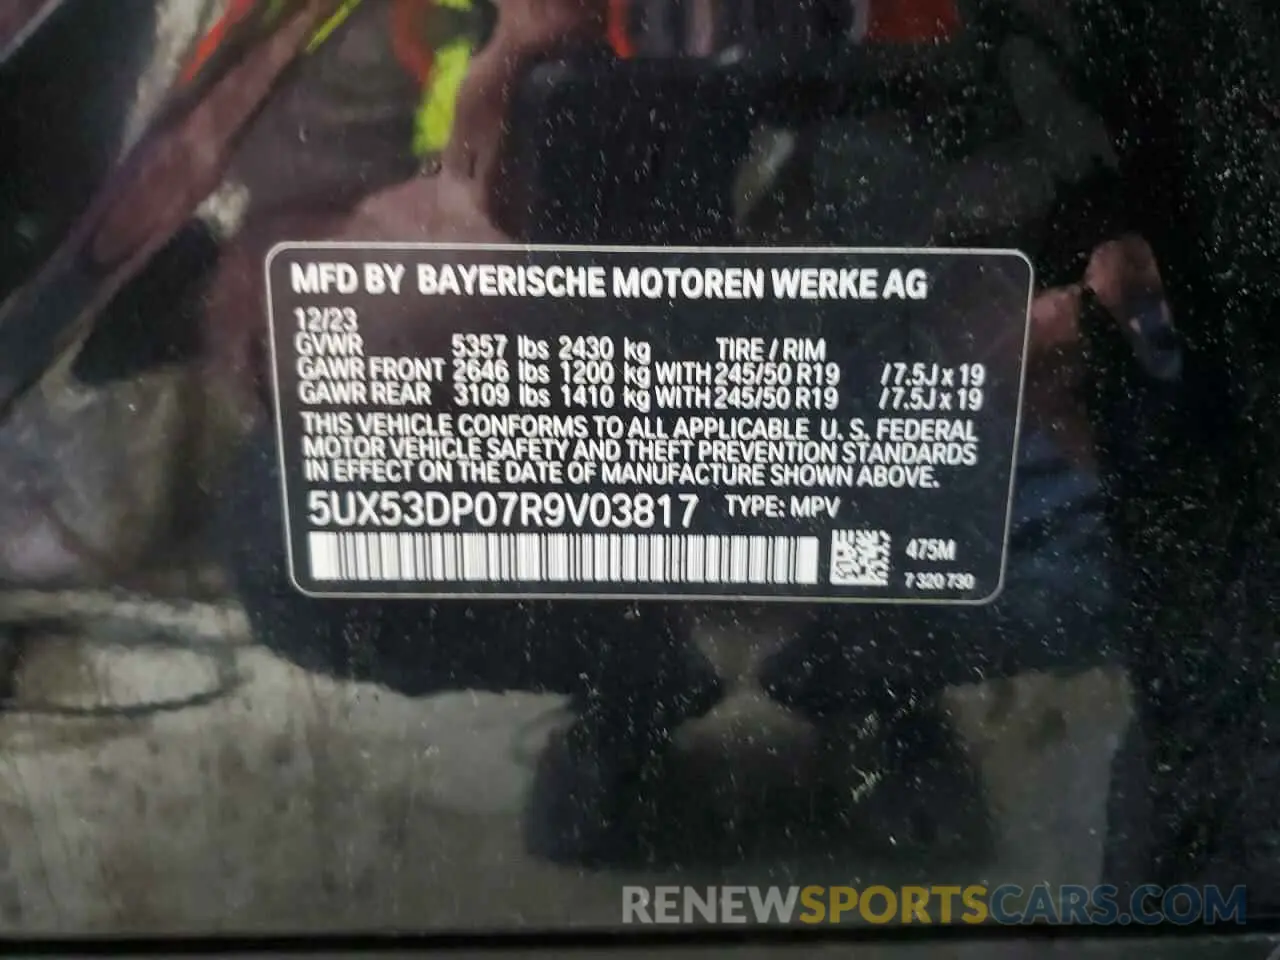 MFD BY BAYERISCHE MOTOREN WERKE AG
12/23
GVWR 5357 lbs 2430 kg TIRE / RIM
GAWR FRONT 2646 lbs 1200 kg WITH 245/50 R19 / 7.5J x 19
GAWR REAR 3109 lbs 1410 kg WITH 245/50 R19 / 7.5J x 19
THIS VEHICLE CONFORMS TO ALL APPLICABLE U. S. FEDERAL
MOTOR VEHICLE SAFETY AND THEFT PREVENTION STANDARDS
IN EFFECT ON THE DATE OF MANUFACTURE SHOWN ABOVE.
5UX53DP07R9V03817 TYPE: MPV
475M
7 320 730
RENEWSPORTSCARS.COM